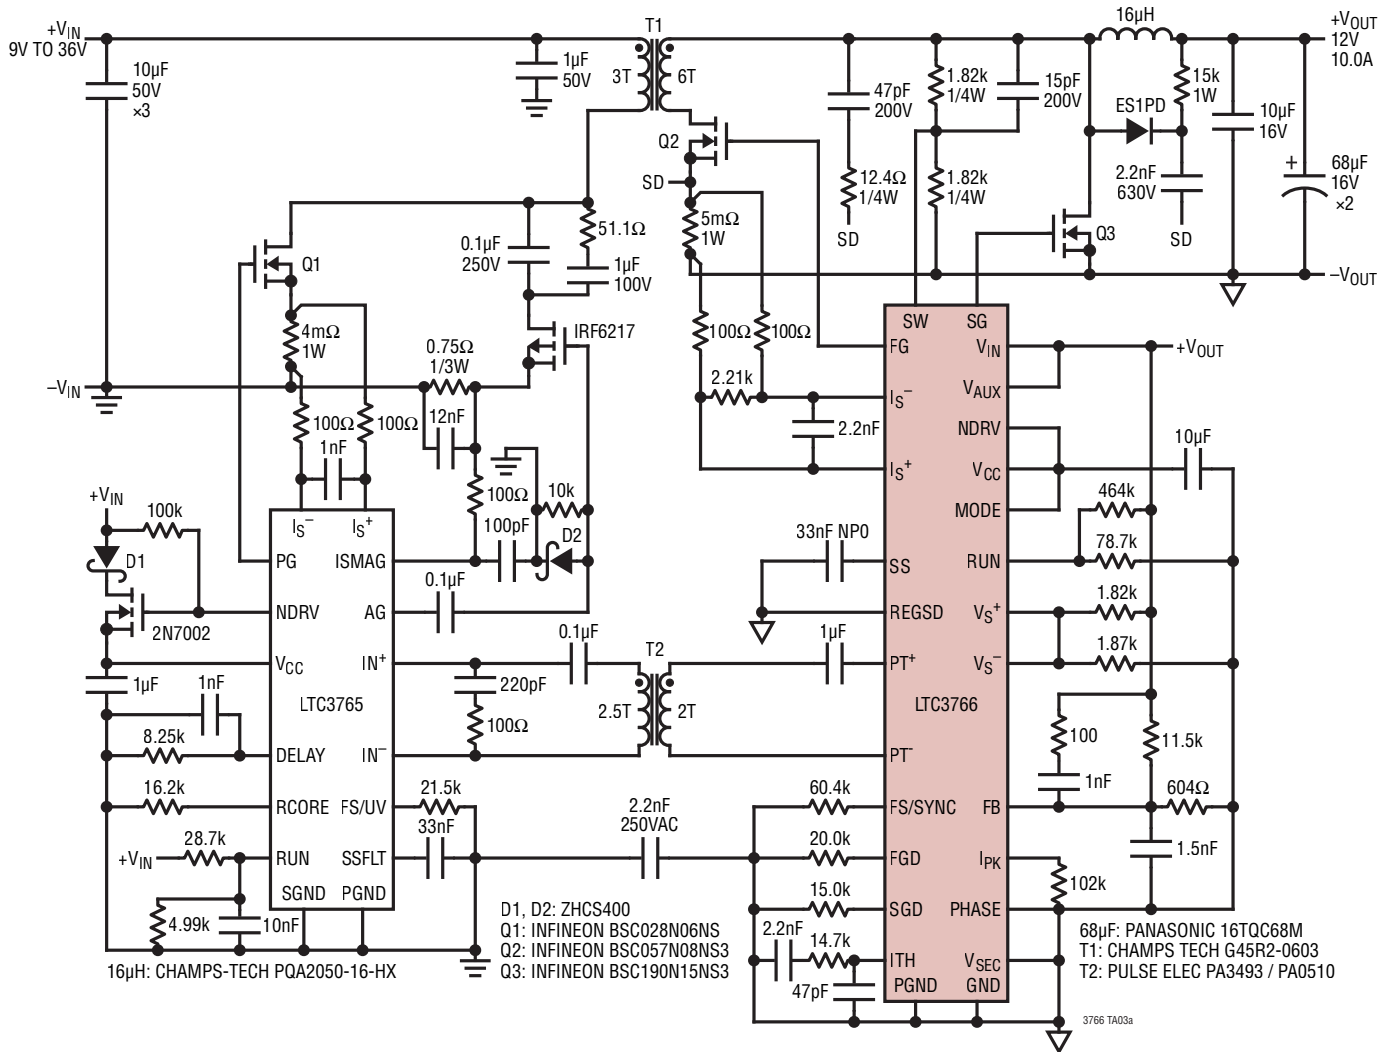 +VIN
9V TO 36V
10µF
50V
×3
1µF
50V
T1
3T
6T
47pF
200V
1.82k
1/4W
15pF
200V
16µH
+VOUT
12V
10.0A
15k
1W
ES1PD
10µF
16V
+
68µF
16V
×2
2.2nF
630V
SD
Q2
SD
12.4Ω
1/4W
SD
1.82k
1/4W
5mΩ
1W
Q3
–VOUT
51.1Ω
0.1µF
250V
1µF
100V
Q1
4mΩ
1W
IRF6217
0.75Ω
1/3W
–VIN
100Ω
100Ω
SW
SG
FG
VIN
+VOUT
VAUX
2.21k
IS–
NDRV
2.2nF
10µF
IS+
VCC
100Ω
100Ω
12nF
1nF
100Ω
10k
MODE
464k
+VIN
100k
IS–
IS+
100pF
D2
33nF NP0
78.7k
D1
PG
ISMAG
SS
RUN
0.1µF
1.82k
NDRV
AG
REGSD
VS+
2N7002
0.1µF
T2
1µF
1.87k
VCC
IN+
PT+
VS–
1µF
1nF
220pF
LTC3765
2.5T
2T
LTC3766
100Ω
100
11.5k
8.25k
DELAY
IN–
PT-
1nF
604Ω
16.2k
21.5k
60.4k
RCORE
FS/UV
FS/SYNC
FB
28.7k
33nF
2.2nF
250VAC
20.0k
1.5nF
+VIN
RUN
SSFLT
FGD
IPK
102k
15.0k
SGND
PGND
SGD
PHASE
4.99k
10nF
2.2nF
14.7k
ITH
VSEC
47pF
PGND
GND
D1, D2: ZHCS400
Q1: INFINEON BSC028N06NS
Q2: INFINEON BSC057N08NS3
Q3: INFINEON BSC190N15NS3
16µH: CHAMPS-TECH PQA2050-16-HX
68µF: PANASONIC 16TQC68M
T1: CHAMPS TECH G45R2-0603
T2: PULSE ELEC PA3493 / PA0510
3766 TA03a